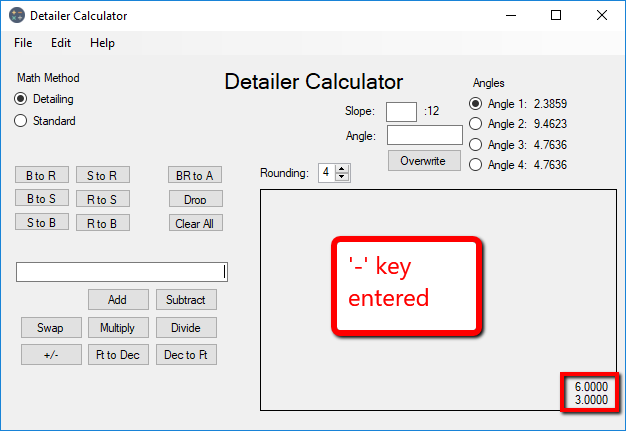 Detailer Calculator
File Edit Help
Math Method
Detailing
Standard
Detailer Calculator
Slope: :12
Angle:
Overwrite
Angles
Angle 1: 2.3859
Angle 2: 9.4623
Angle 3: 4.7636
Angle 4: 4.7636
B to R S to R BR to A
B to S R to S Drop
S to B R to B Clear All
Rounding: 4
'-' key
entered
Add Subtract
Swap Multiply Divide
+/- Ft to Dec Dec to Ft
6.0000
3.0000